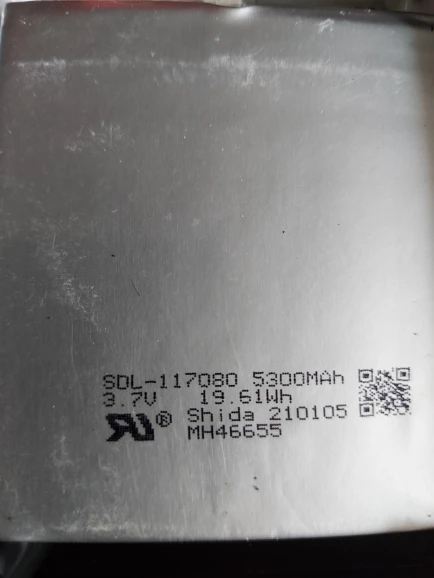 SDL-117080 5300MAh
3.7V 19.61Wh
Shida 210105
MH46655